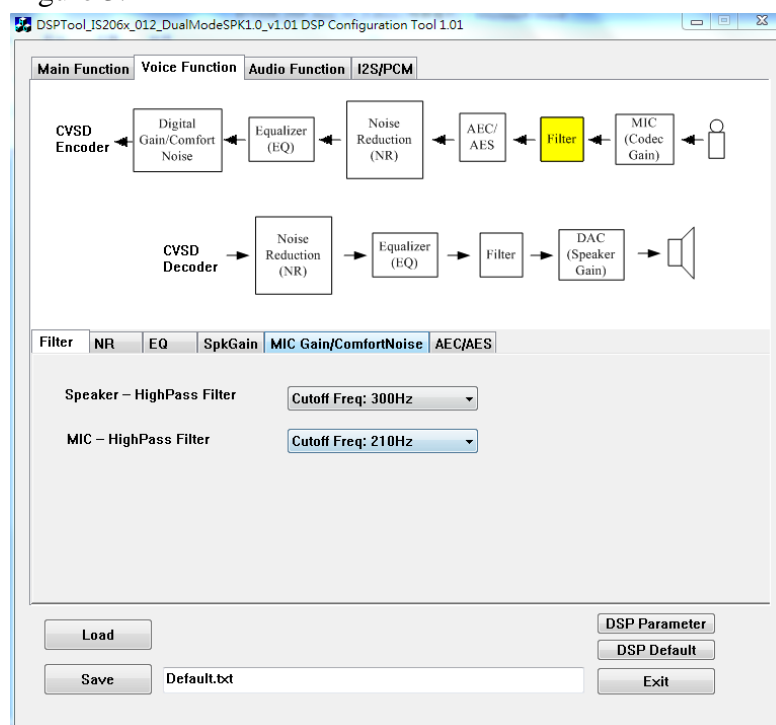 DSPTool_IS206x_012_DualModeSPK1.0_v1.01 DSP Configuration Tool 1.01
Main Function Voice Function Audio Function I2S/PCM
CVSD Encoder
Digital Gain/Comfort Noise
Equalizer (EQ)
Noise Reduction (NR)
AEC/ AES
Filter
MIC (Codec Gain)
CVSD Decoder
Noise Reduction (NR)
Equalizer (EQ)
Filter
DAC (Speaker Gain)
Filter NR EQ SpkGain MIC Gain/ComfortNoise AEC/AES
Speaker – HighPass Filter Cutoff Freq: 300Hz
MIC – HighPass Filter Cutoff Freq: 210Hz
Load
DSP Parameter
DSP Default
Save Default.txt Exit